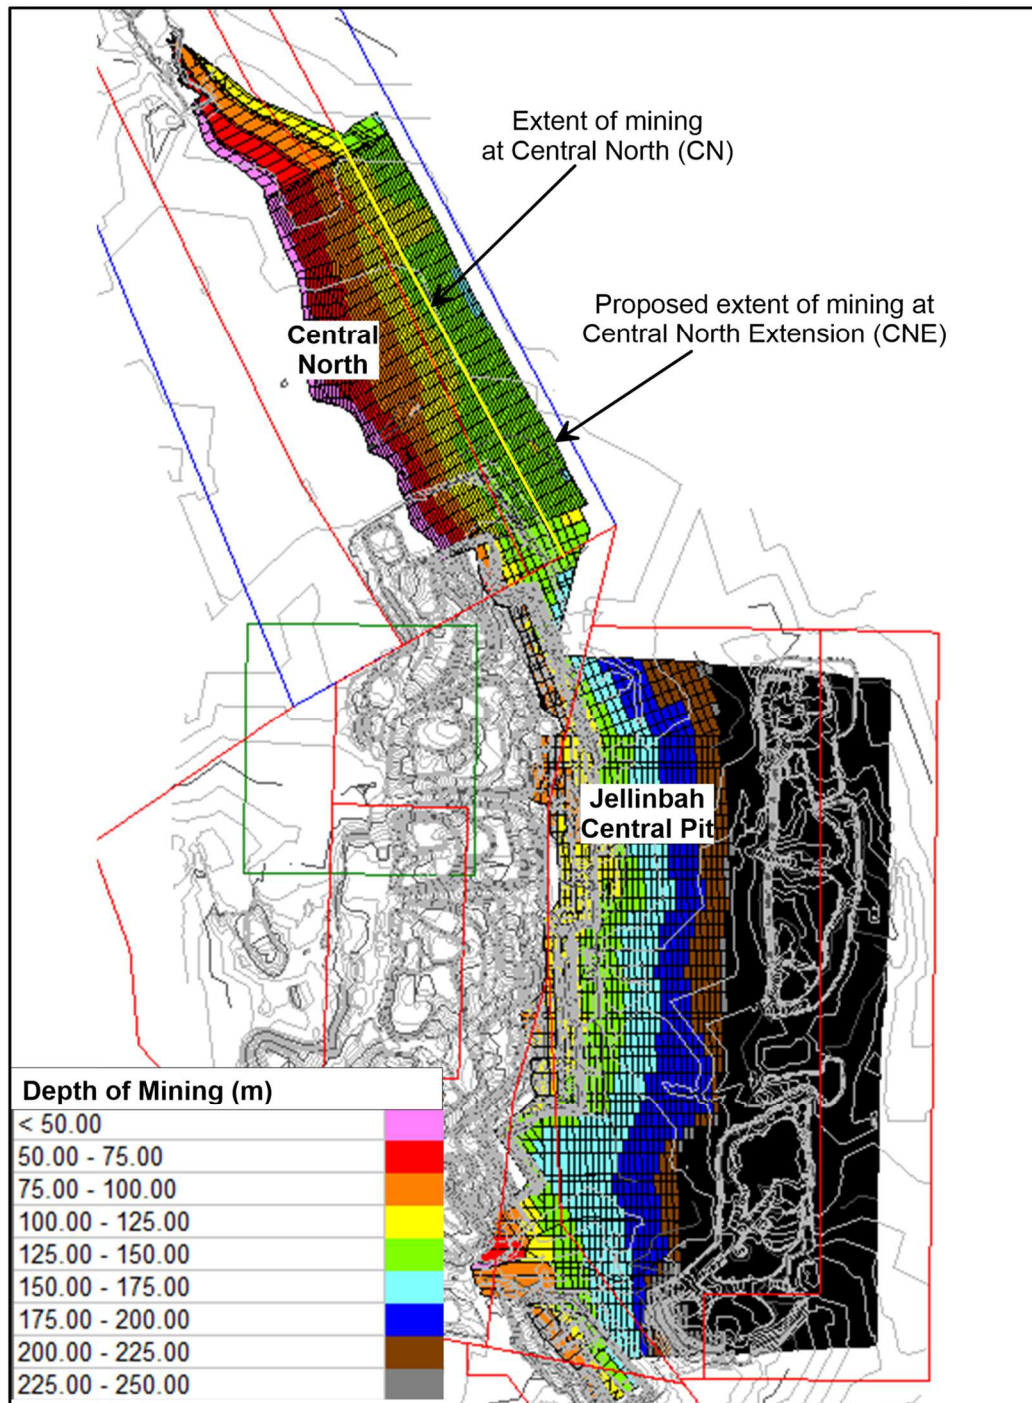 Extent of mining
at Central North (CN)
Proposed extent of mining at
Central North Extension (CNE)
Central
North
Jellinbah
Central Pit
Depth of Mining (m)
< 50.00
50.00 - 75.00
75.00 - 100.00
100.00 - 125.00
125.00 - 150.00
150.00 - 175.00
175.00 - 200.00
200.00 - 225.00
225.00 - 250.00